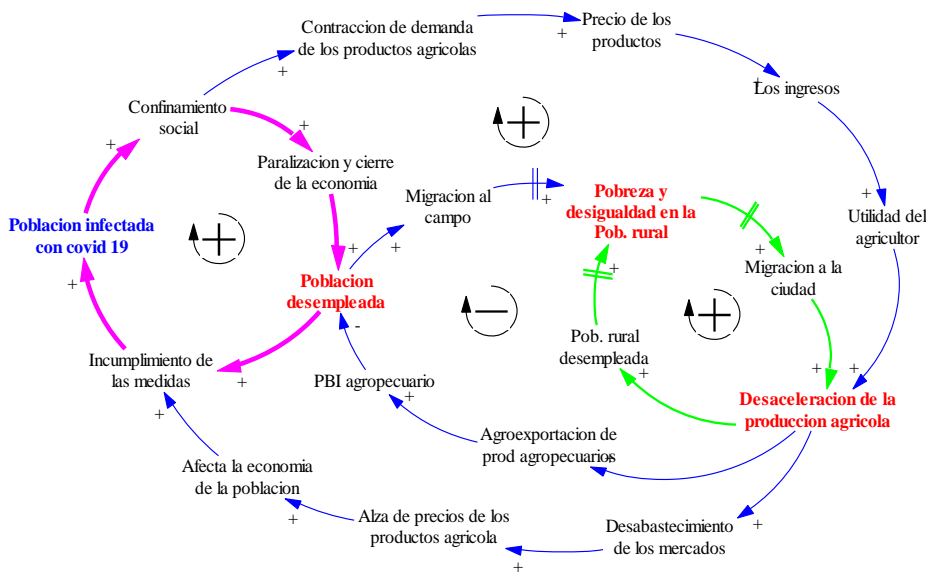 Contraccion de demanda
de los productos agricolas
+
Precio de los
productos
+
Los ingresos
+
Utilidad del
agricultor
+
Confinamiento
social
+
Paralizacion y cierre
de la economia
+
Migracion al
campo
+
Pobreza y
desigualdad en la
Pob. rural
+
+
Poblacion infectada
con covid 19
+
+
Migracion a la
ciudad
+
Poblacion
desempleada
+
-
Pob. rural
desempleada
+
+
Incumplimiento de
las medidas
+
+
PBI agropecuario
+
+
+
Desaceleracion de la
produccion agricola
Agroexportacion de
prod agropecuarios
+
Afecta la economia
de la poblacion
+
Alza de precios de los
productos agricola
+
Desabastecimiento
de los mercados
+